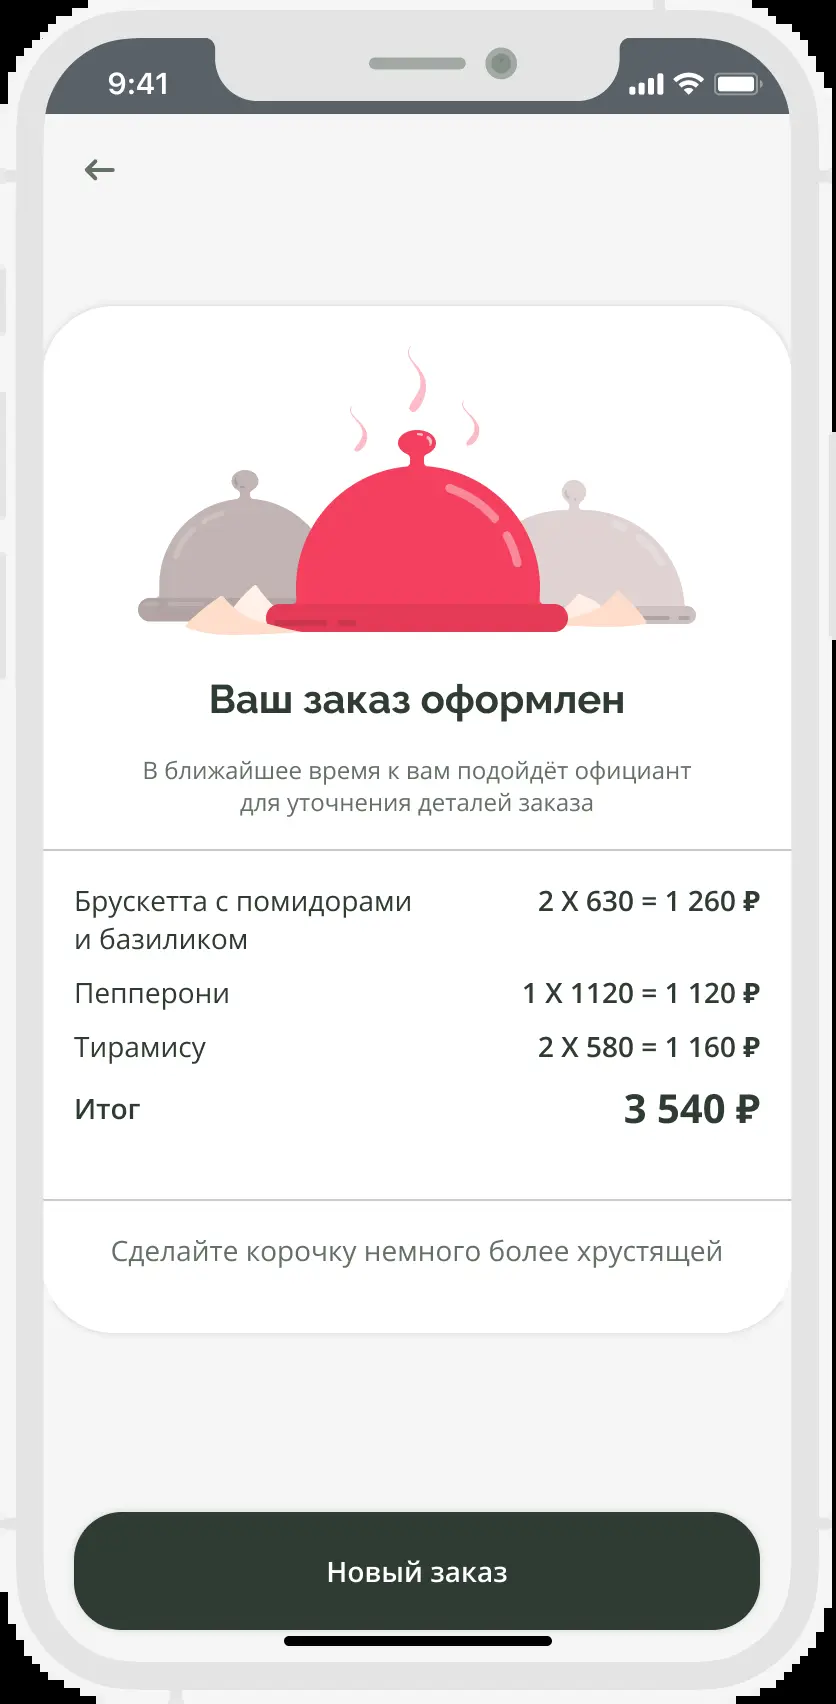 9:41
Ваш заказ оформлен
В ближайшее время к вам подойдёт официант
для уточнения деталей заказа
Брускетта с помидорами 2 X 630 = 1 260 ₽
и базиликом
Пепперони 1 X 1120 = 1 120 ₽
Тирамису 2 X 580 = 1 160 ₽
Итог 3 540 ₽
Сделайте корочку немного более хрустящей
Новый заказ